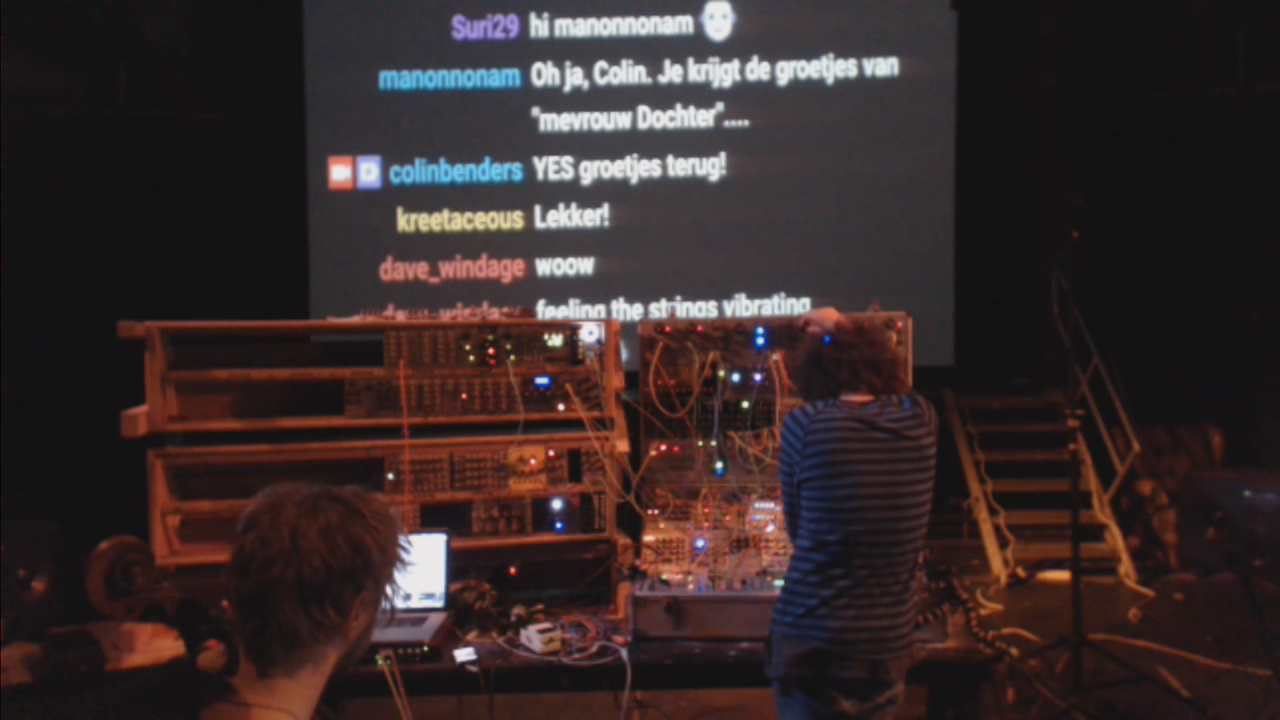 Suri29 hi manonnonam
manonnonam Oh ja, Colin. Je krijgt de groetjes van
"mevrouw Dochter"....
colinbenders YES groetjes terug!
kreetaceous Lekker!
dave_windage woow
feeling the strings vibrating